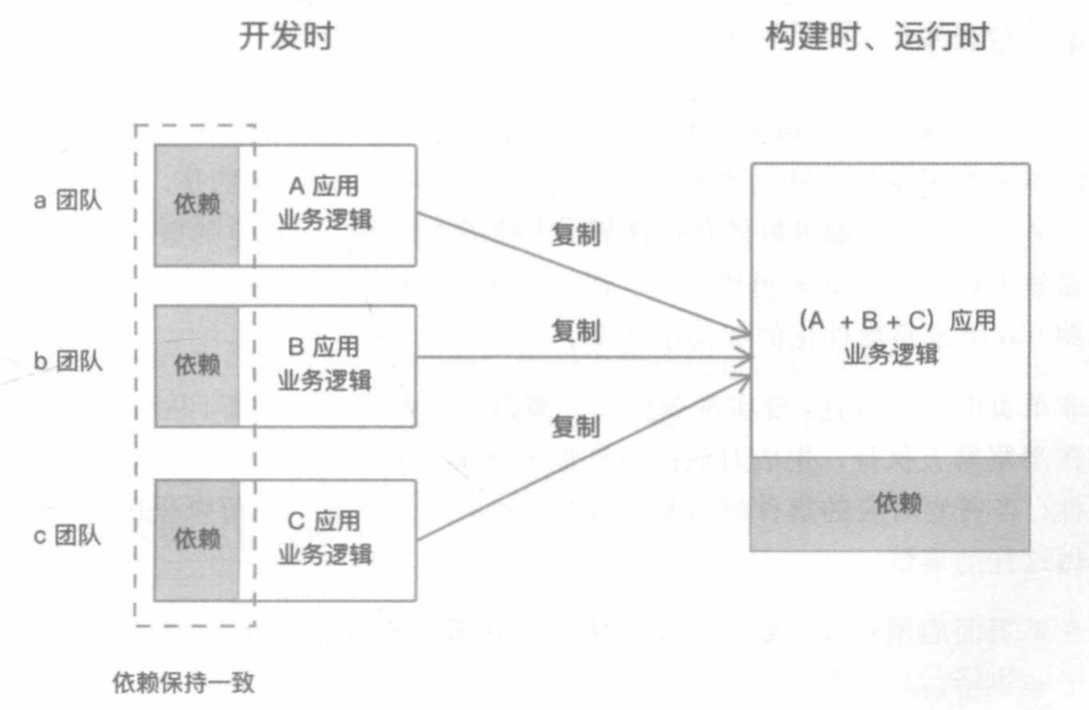 开发时
构建时、运行时
a 团队
依赖
A 应用
业务逻辑
复制
b 团队
依赖
B 应用
业务逻辑
复制
c 团队
依赖
C 应用
业务逻辑
复制
(A + B + C) 应用
业务逻辑
依赖
依赖保持一致